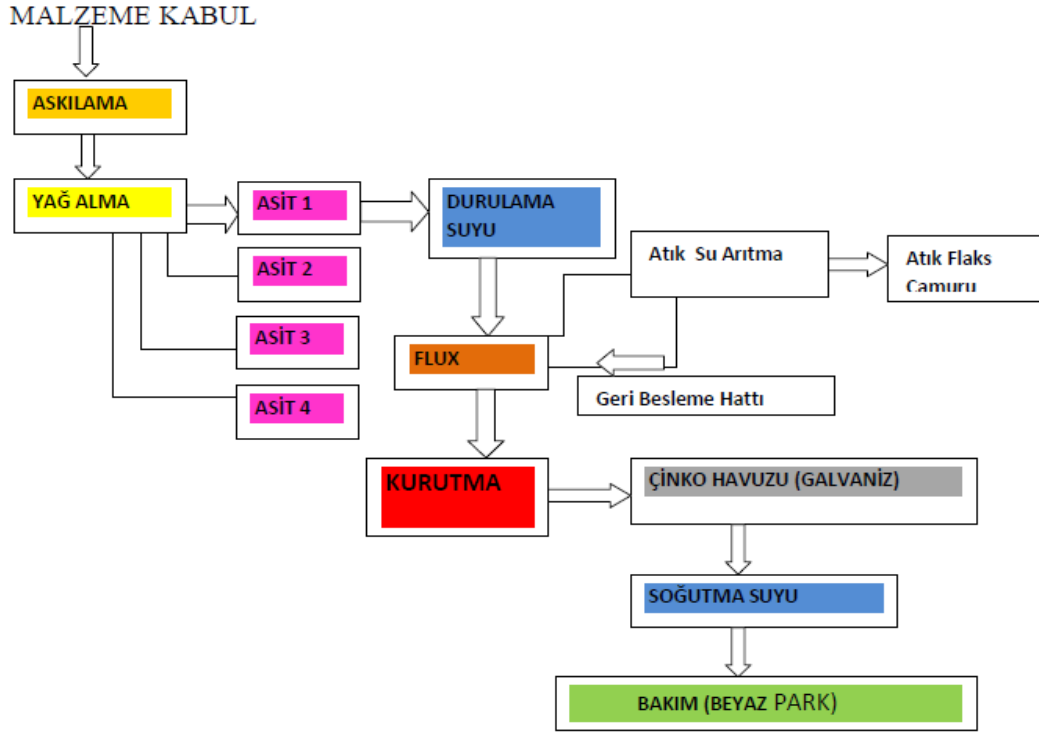 MALZEME KABUL
ASKILAMA
YAĞ ALMA
ASİT 1
DURULAMA
SUYU
ASİT 2
Atık Su Arıtma
Atık Flaks
Camuru
ASİT 3
FLUX
ASİT 4
Geri Besleme Hattı
KURUTMA
ÇİNKO HAVUZU (GALVANİZ)
SOĞUTMA SUYU
BAKIM (BEYAZ PARK)